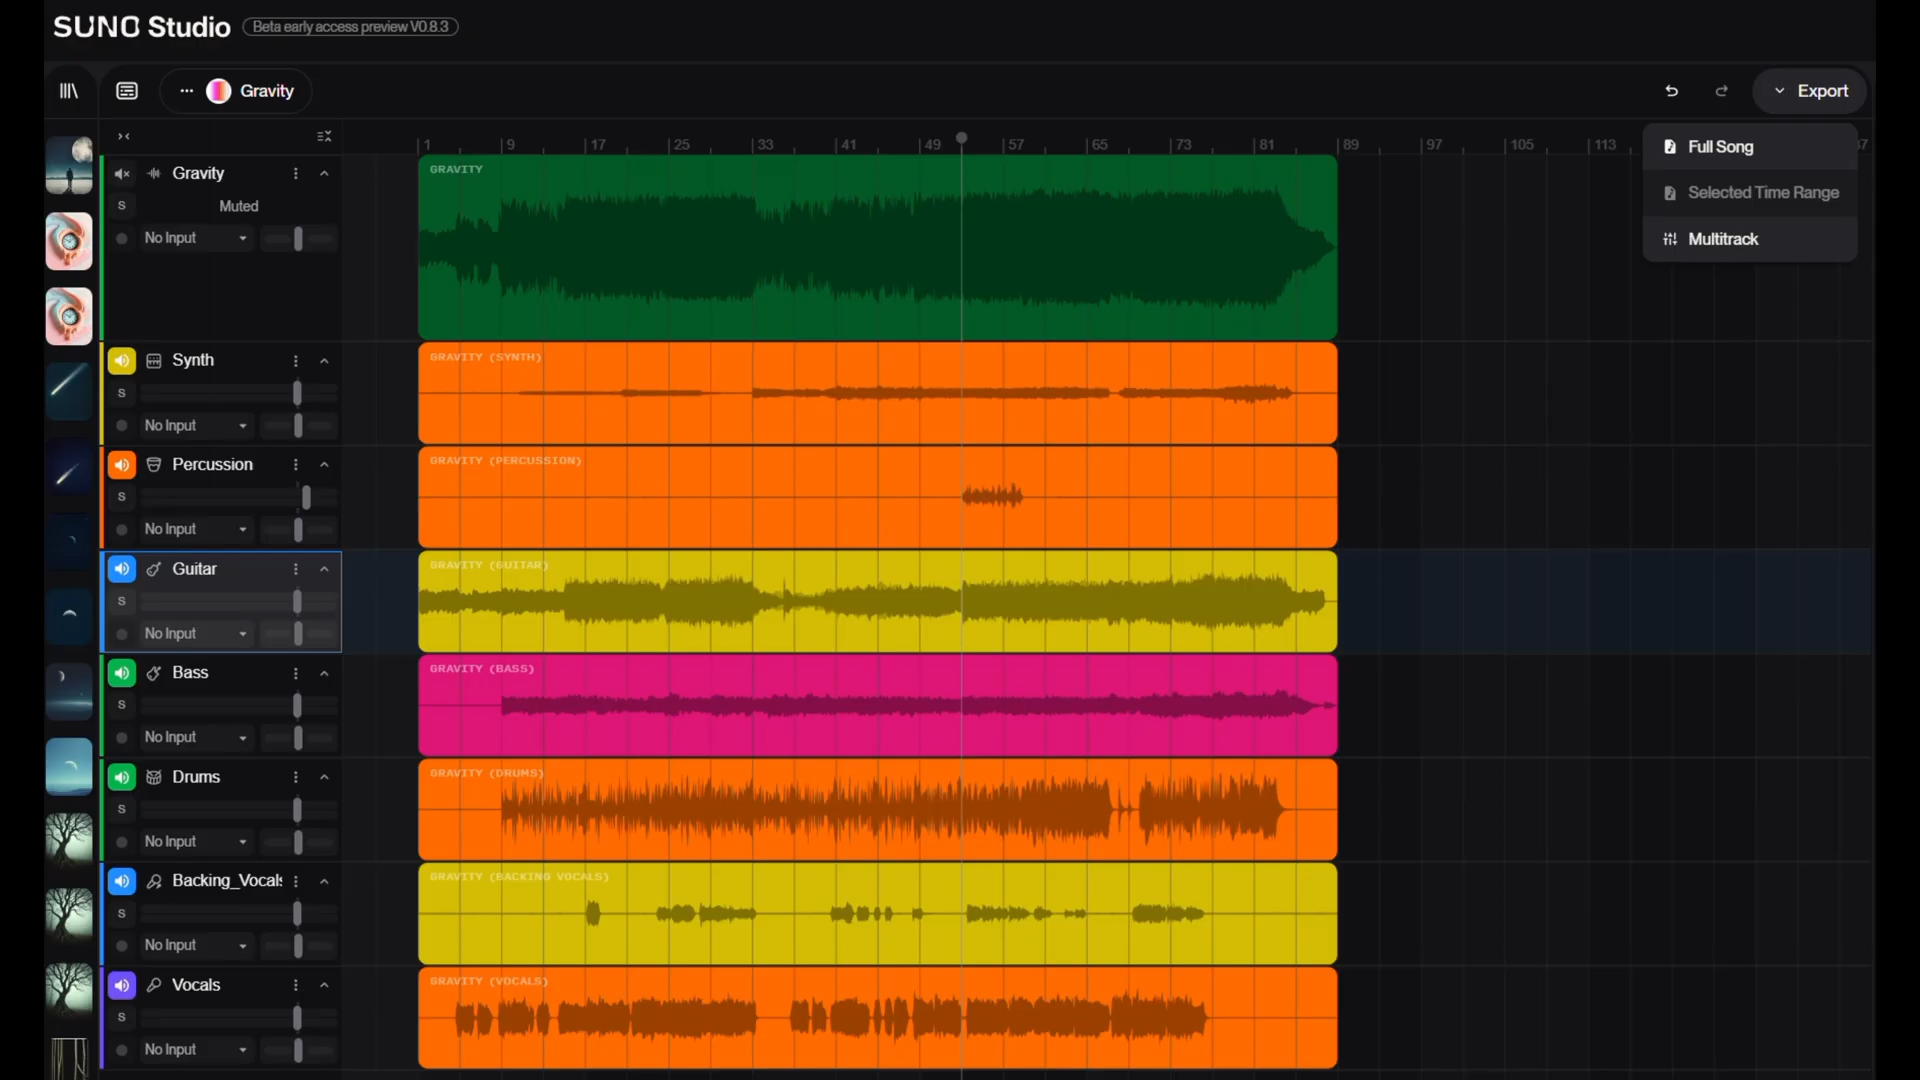 SUNO Studio Beta early access preview V0.8.3
Gravity
Export
1 9 17 25 33 41 49 57 65 73 81 89 97 105 113
Full Song
Selected Time Range
Multitrack
Gravity
S
Muted
No Input
GRAVITY
Synth
S
No Input
GRAVITY (SYNTH)
Percussion
S
No Input
GRAVITY (PERCUSSION)
Guitar
S
No Input
GRAVITY (GUITAR)
Bass
S
No Input
GRAVITY (BASS)
Drums
S
No Input
GRAVITY (DRUMS)
Backing_Vocals
S
No Input
GRAVITY (BACKING VOCALS)
Vocals
S
No Input
GRAVITY (VOCALS)